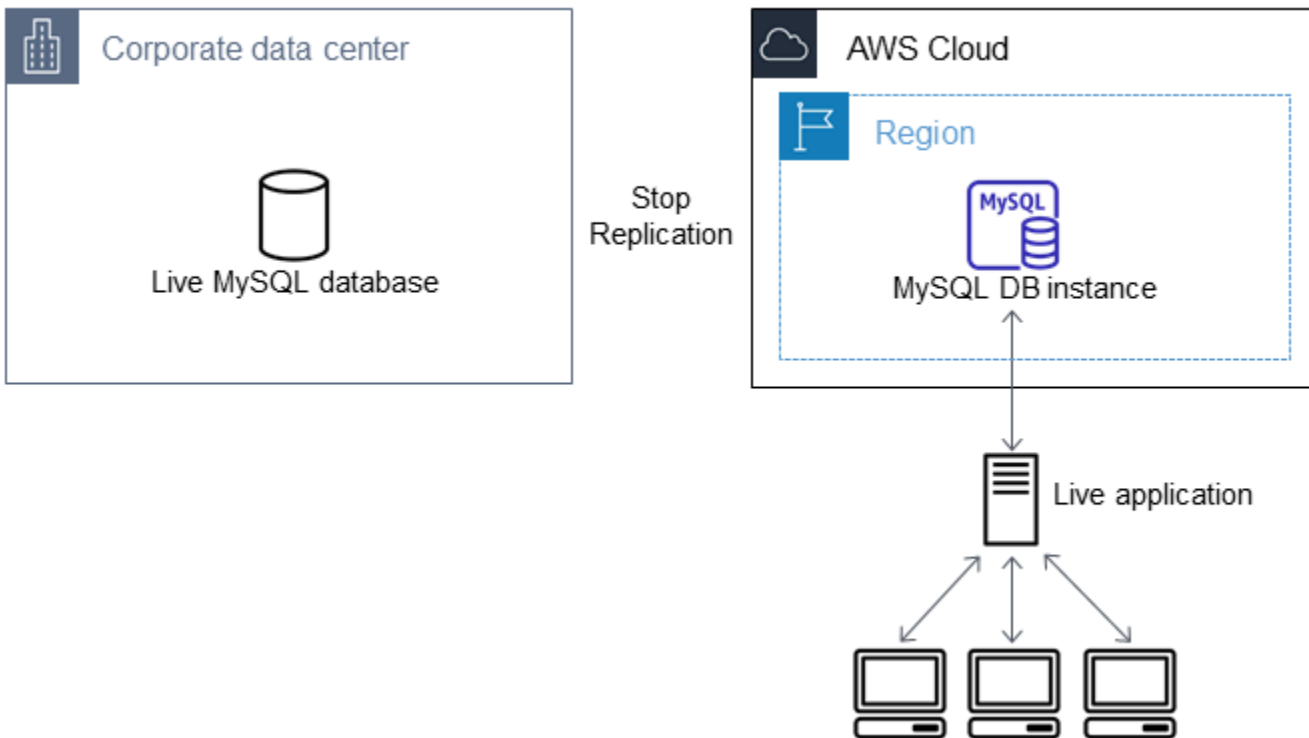 Corporate data center
Live MySQL database
Stop
Replication
AWS Cloud
Region
MySQL
MySQL DB instance
Live application